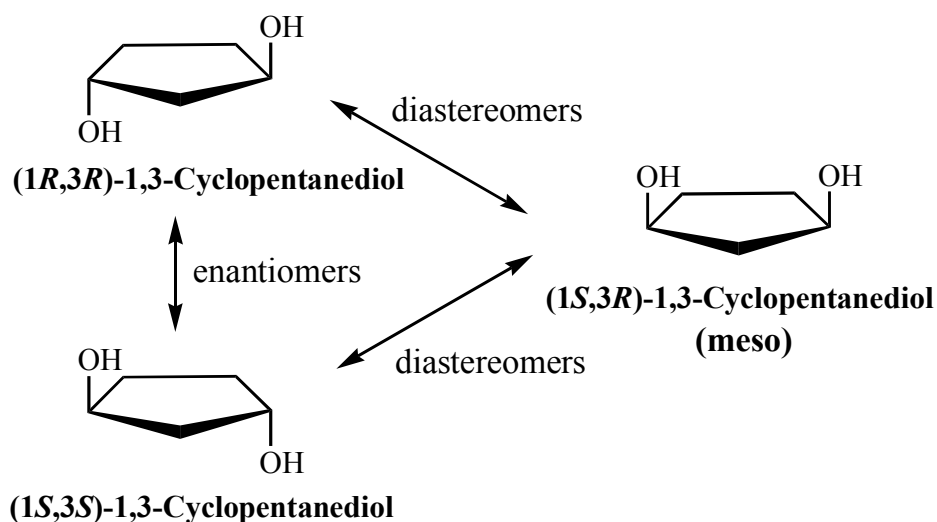 OH
OH
diastereomers
(1R,3R)-1,3-Cyclopentanediol
OH
OH
enantiomers
(1S,3R)-1,3-Cyclopentanediol
(meso)
OH
diastereomers
OH
(1S,3S)-1,3-Cyclopentanediol